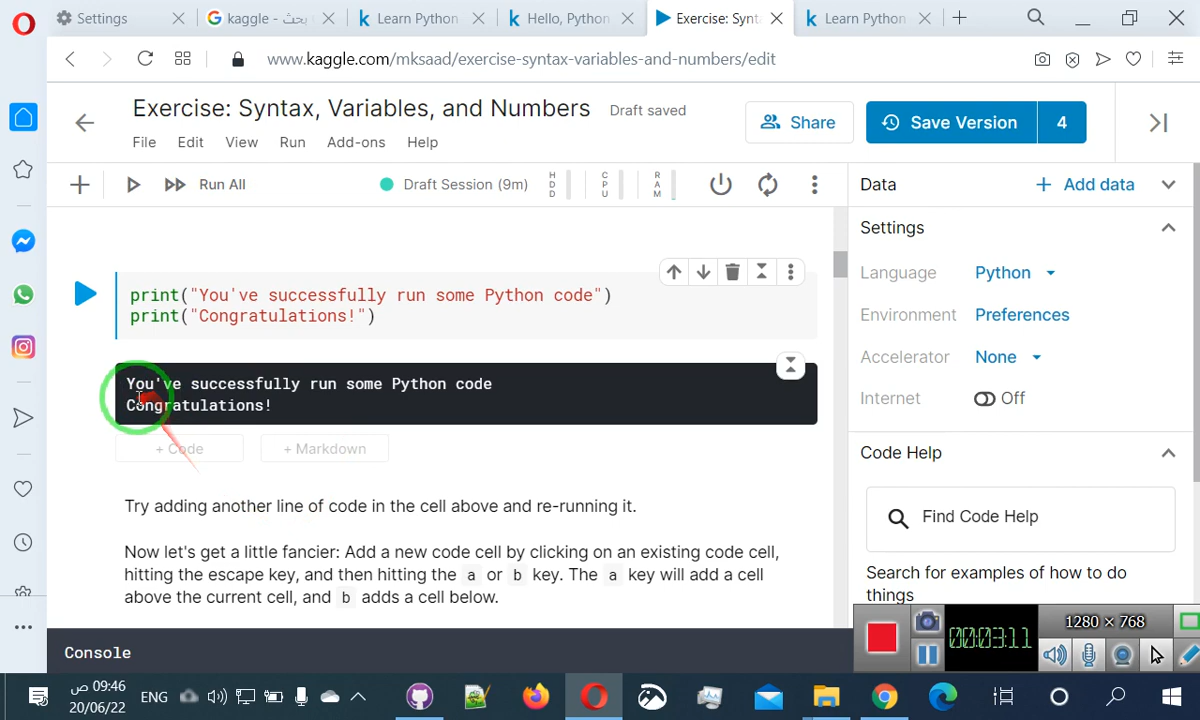 Settings
kaggle - بحث
Learn Python
Hello, Python
Exercise: Synt
Learn Python
www.kaggle.com/mksaad/exercise-syntax-variables-and-numbers/edit
Exercise: Syntax, Variables, and Numbers
Draft saved
File Edit View Run Add-ons Help
Share
Save Version
4
Run All
Draft Session (9m)
HDD
CPU
RAM
Data
Add data
Settings
Language Python
Environment Preferences
Accelerator None
Internet Off
print("You've successfully run some Python code")
print("Congratulations!")
You've successfully run some Python code
Congratulations!
+ Code
+ Markdown
Try adding another line of code in the cell above and re-running it.
Now let's get a little fancier: Add a new code cell by clicking on an existing code cell,
hitting the escape key, and then hitting the a or b key. The a key will add a cell
above the current cell, and b adds a cell below.
Code Help
Find Code Help
Search for examples of how to do
things
Console
1280 × 768
00:03:11
09:46 ص
20/06/22
ENG